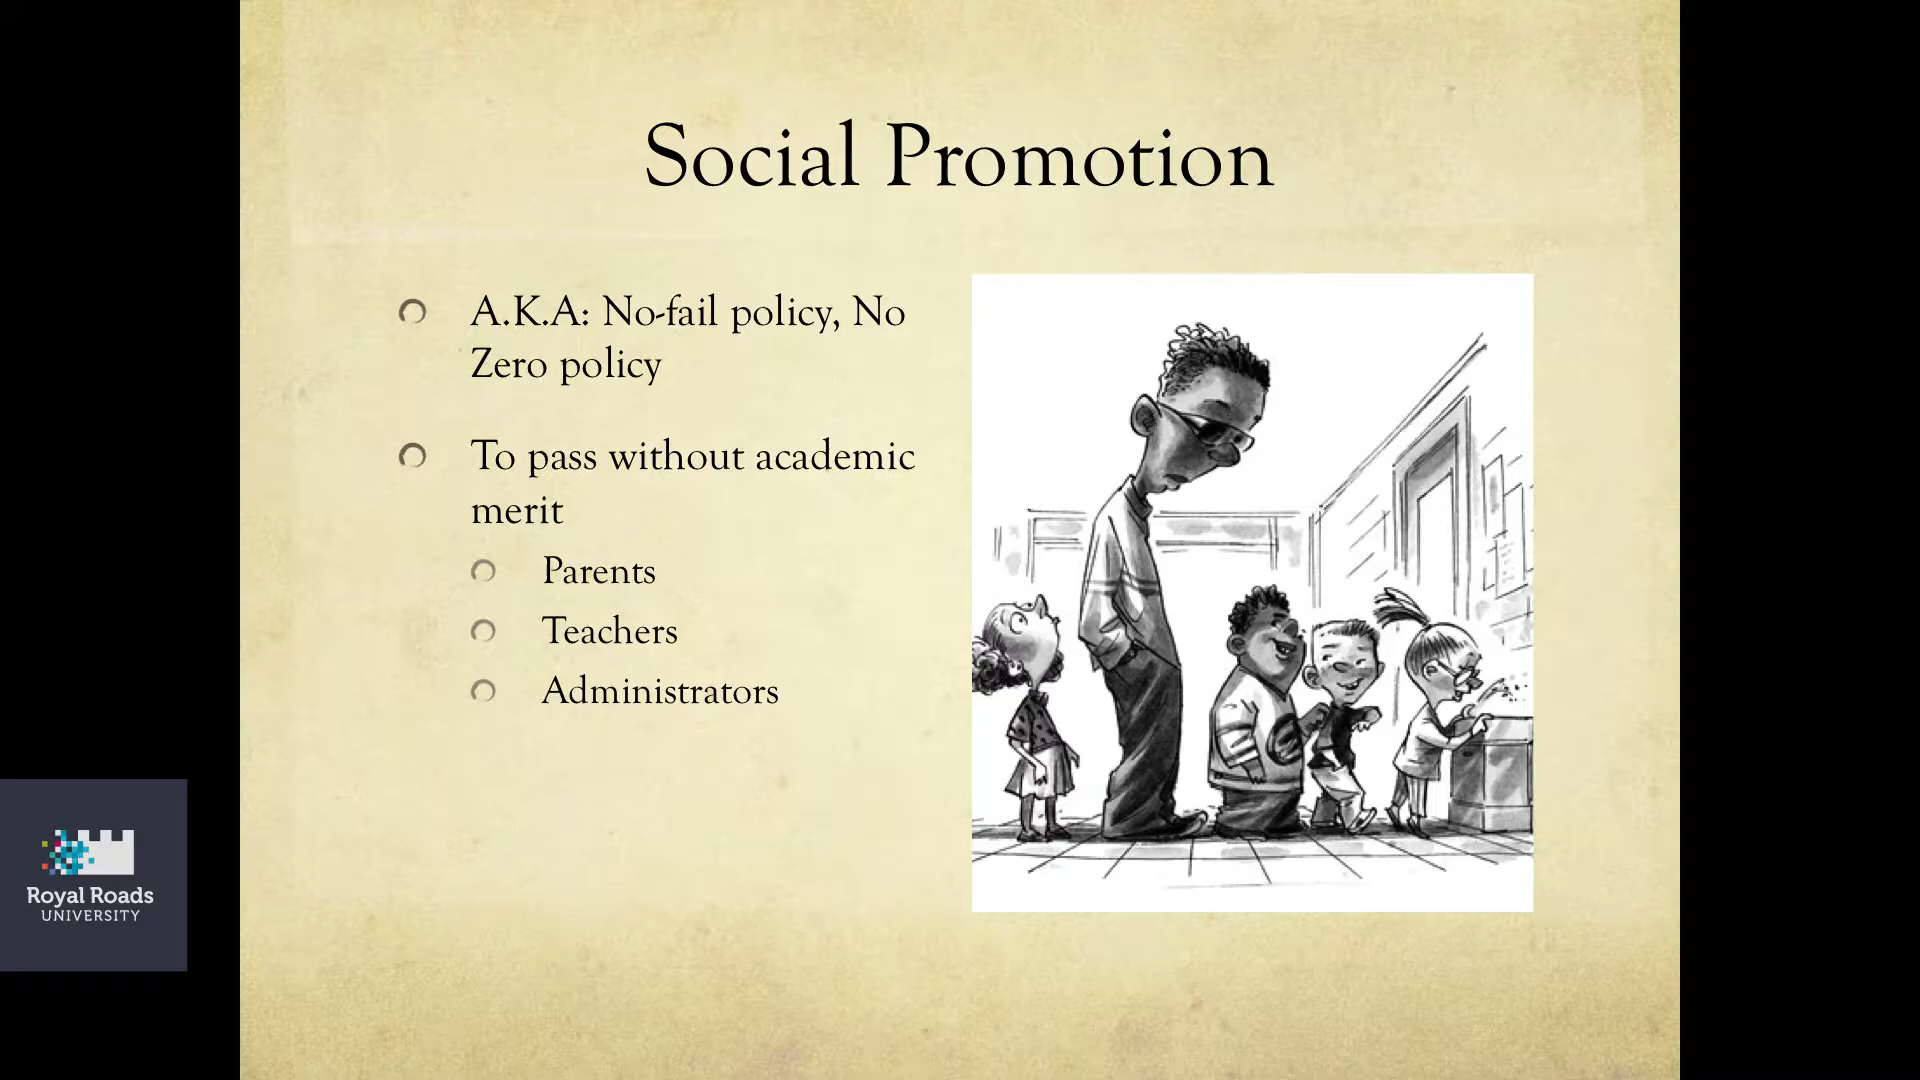 Social Promotion
A.K.A: No-fail policy, No
Zero policy
To pass without academic
merit
Parents
Teachers
Administrators
Royal Roads
UNIVERSITY